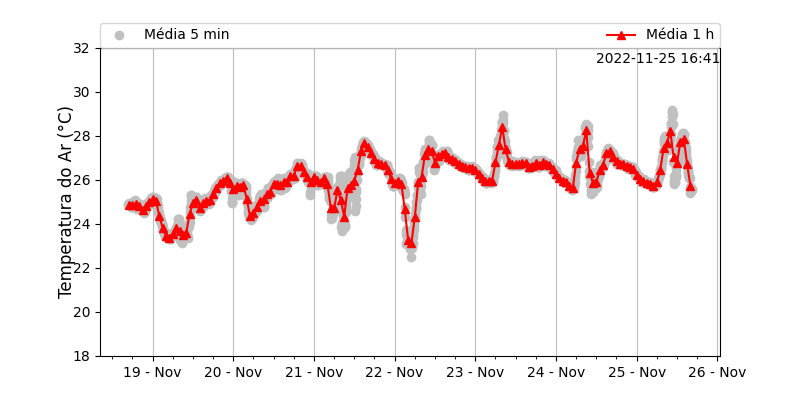 Média 5 min
Média 1 h
2022-11-25 16:41
Temperatura do Ar (°C)
32
30
28
26
24
22
20
18
19 - Nov
20 - Nov
21 - Nov
22 - Nov
23 - Nov
24 - Nov
25 - Nov
26 - Nov